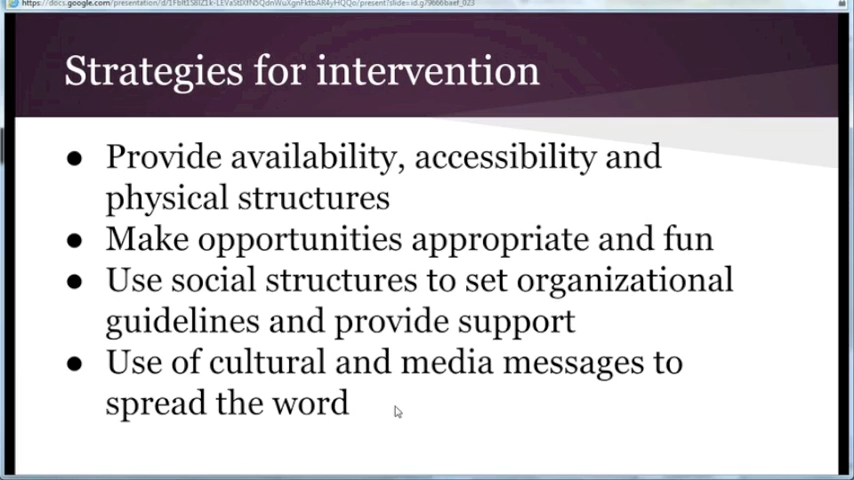 Strategies for intervention
● Provide availability, accessibility and
physical structures
● Make opportunities appropriate and fun
● Use social structures to set organizational
guidelines and provide support
● Use of cultural and media messages to
spread the word